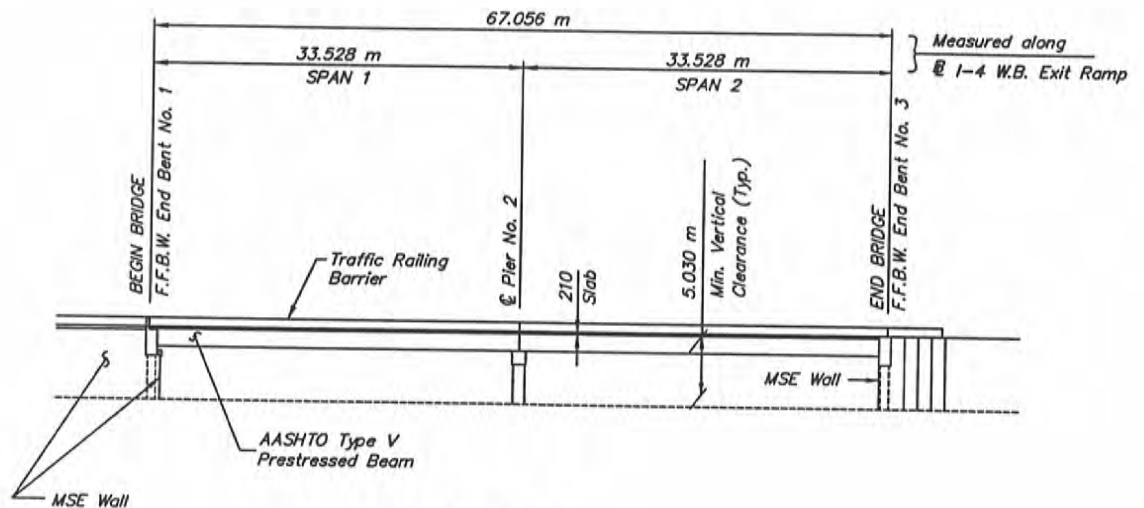 67.056 m
33.528 m
SPAN 1
33.528 m
SPAN 2
Measured along
℄ I-4 W.B. Exit Ramp
BEGIN BRIDGE
F.F.B.W. End Bent No. 1
℄ Pier No. 2
210
Slab
5.030 m
Min. Vertical
Clearance (Typ.)
END BRIDGE
F.F.B.W. End Bent No. 3
Traffic Railing
Barrier
MSE Wall
AASHTO Type V
Prestressed Beam
MSE Wall